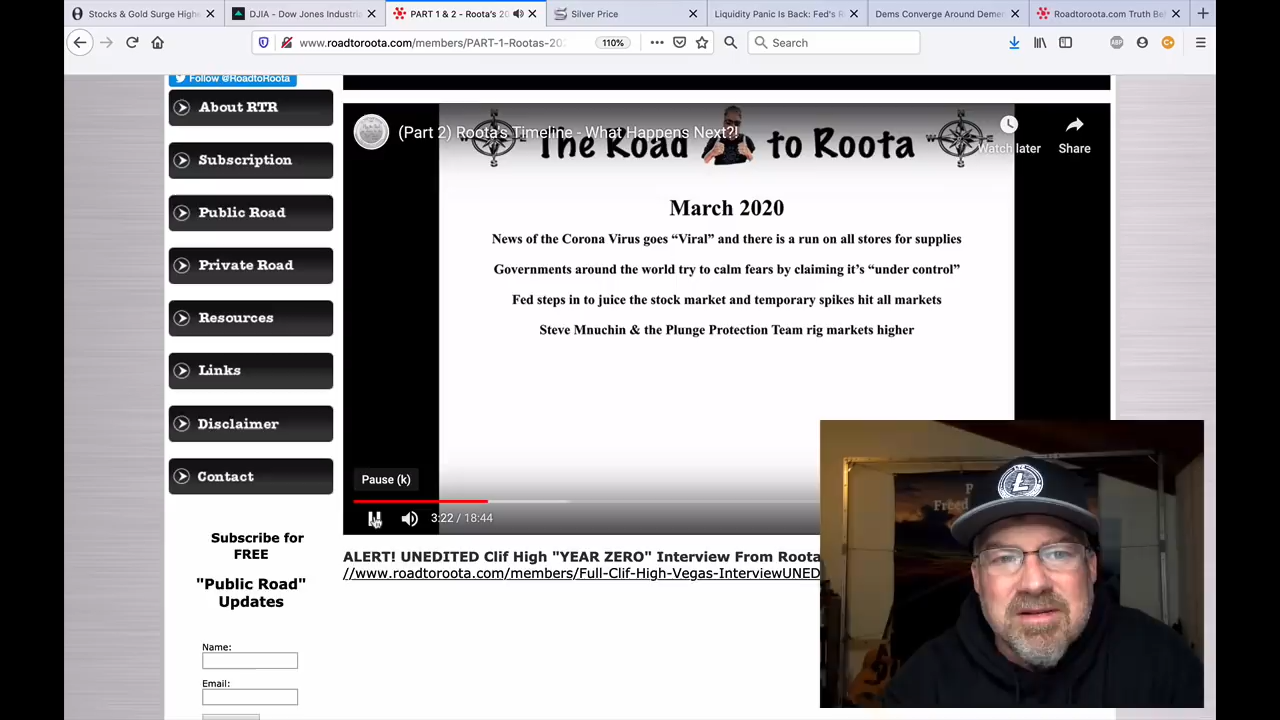 Stocks & Gold Surge Highe
DJIA - Dow Jones Industria
PART 1 & 2 - Roota's 20
Silver Price
Liquidity Panic Is Back: Fed's R
Dems Converge Around Demen
Roadtoroota.com Truth Be
www.roadtoroota.com/members/PART-1-Rootas-20
110%
Search
ABP
Follow @RoadtoRoota
About RTR
Subscription
Public Road
Private Road
Resources
Links
Disclaimer
Contact
Subscribe for
FREE
"Public Road"
Updates
Name:
Email:
(Part 2) Roota's Timeline - What Happens Next?!
The Road to Roota
Watch later
Share
March 2020
News of the Corona Virus goes “Viral” and there is a run on all stores for supplies
Governments around the world try to calm fears by claiming it’s “under control”
Fed steps in to juice the stock market and temporary spikes hit all markets
Steve Mnuchin & the Plunge Protection Team rig markets higher
Pause (k)
3:22 / 18:44
ALERT! UNEDITED Clif High "YEAR ZERO" Interview From Roota
//www.roadtoroota.com/members/Full-Clif-High-Vegas-InterviewUNED